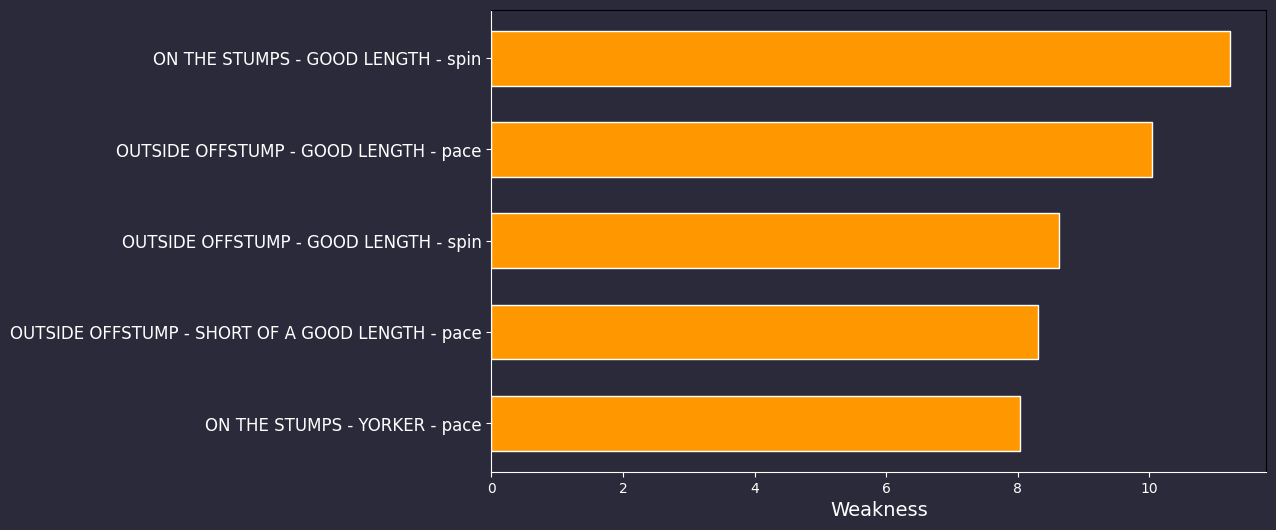 ON THE STUMPS - GOOD LENGTH - spin
OUTSIDE OFFSTUMP - GOOD LENGTH - pace
OUTSIDE OFFSTUMP - GOOD LENGTH - spin
OUTSIDE OFFSTUMP - SHORT OF A GOOD LENGTH - pace
ON THE STUMPS - YORKER - pace
0 2 4 6 8 10
Weakness